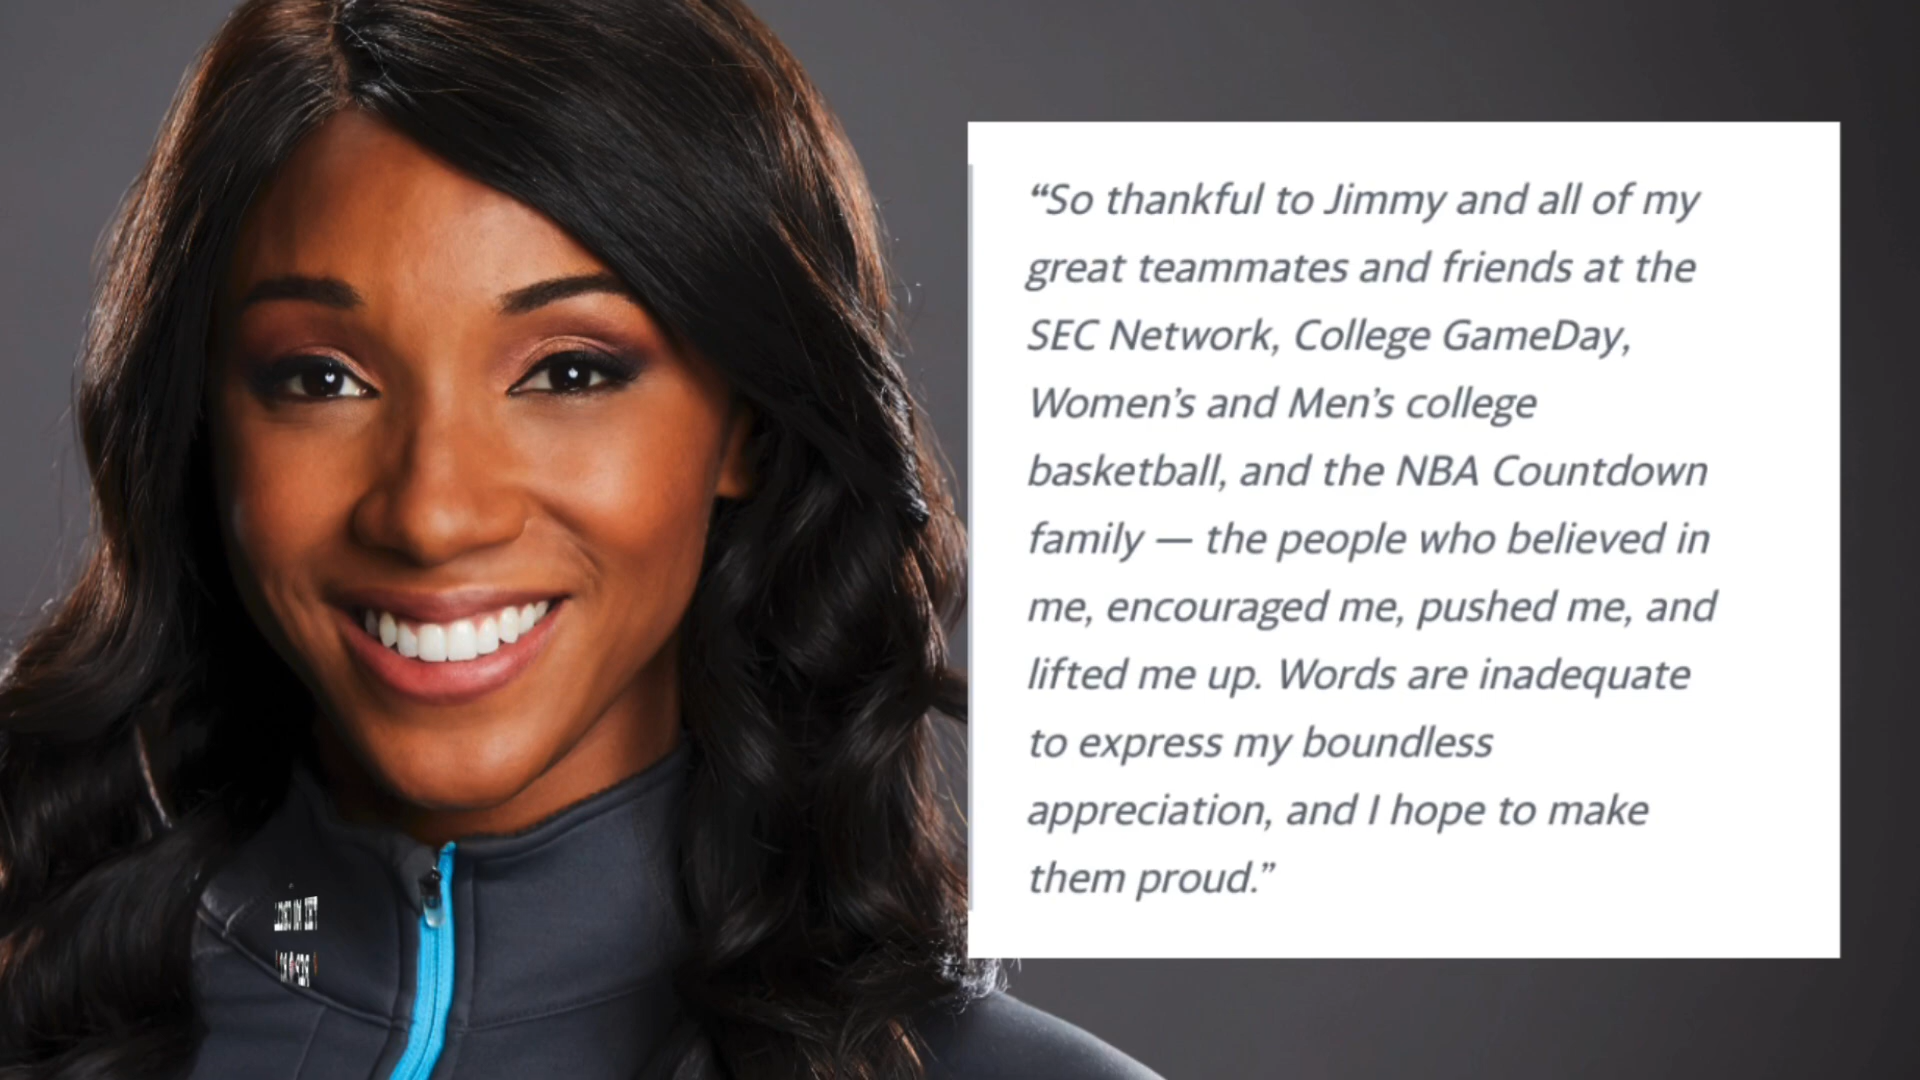 “So thankful to Jimmy and all of my
great teammates and friends at the
SEC Network, College GameDay,
Women’s and Men’s college
basketball, and the NBA Countdown
family — the people who believed in
me, encouraged me, pushed me, and
lifted me up. Words are inadequate
to express my boundless
appreciation, and I hope to make
them proud.”